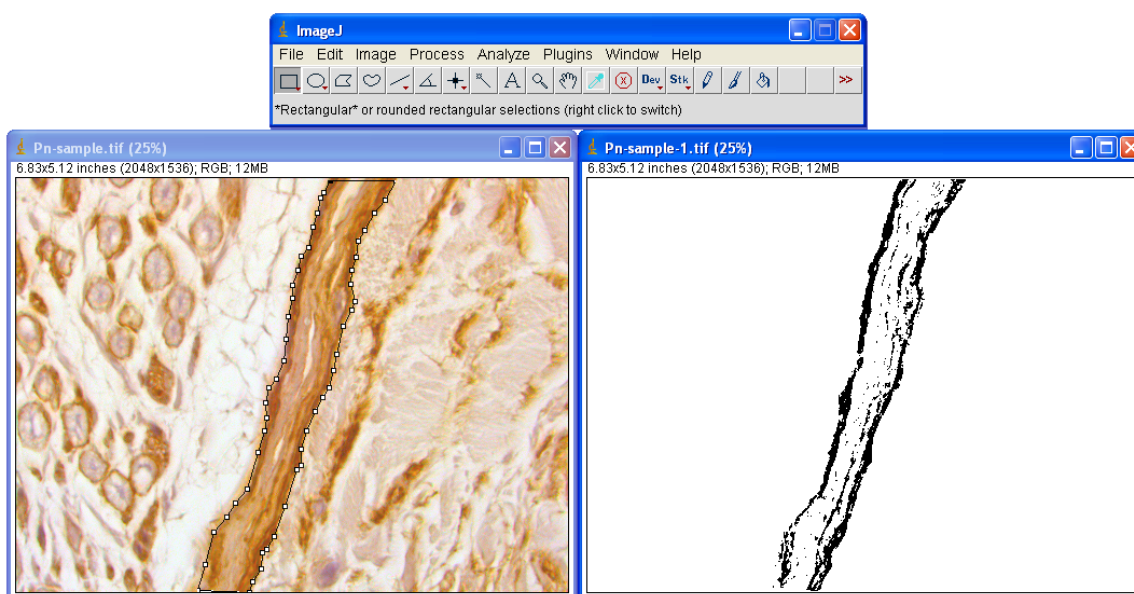 ImageJ
File Edit Image Process Analyze Plugins Window Help
A Dev Stk >>
*Rectangular* or rounded rectangular selections (right click to switch)
Pn-sample.tif (25%)
6.83x5.12 inches (2048x1536); RGB; 12MB
Pn-sample-1.tif (25%)
6.83x5.12 inches (2048x1536); RGB; 12MB